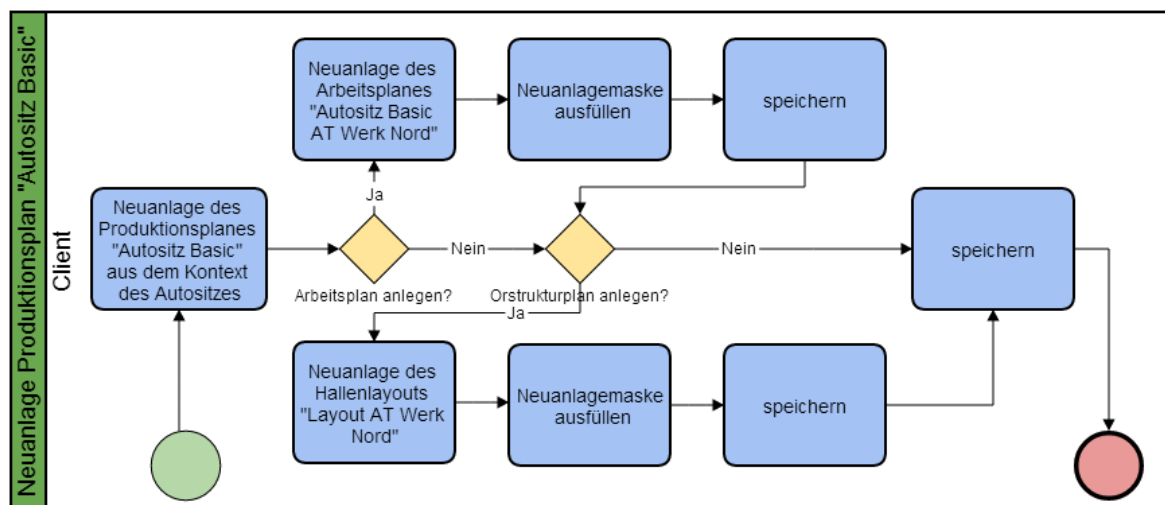 Neuanlage Produktionsplan "Autositz Basic"
Client
Neuanlage des
Arbeitsplanes
"Autositz Basic
AT Werk Nord"
Neuanlagemaske
ausfüllen
speichern
Ja
Neuanlage des
Produktionsplanes
"Autositz Basic"
aus dem Kontext
des Autositzes
Nein
Nein
speichern
Arbeitsplan anlegen?
Orstrukturplan anlegen?
Ja
Neuanlage des
Hallenlayouts
"Layout AT Werk
Nord"
Neuanlagemaske
ausfüllen
speichern